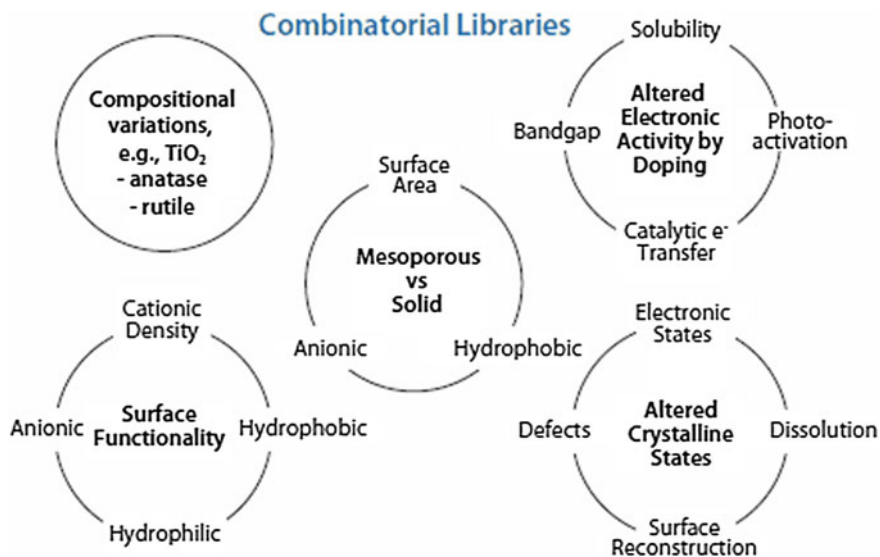 Combinatorial Libraries
Compositional
variations,
e.g., TiO₂
- anatase
- rutile
Solubility
Bandgap
Altered
Electronic
Activity by
Doping
Photo-
activation
Catalytic e⁻
Transfer
Surface
Area
Mesoporous
vs
Solid
Anionic
Hydrophobic
Cationic
Density
Anionic
Surface
Functionality
Hydrophobic
Hydrophilic
Electronic
States
Defects
Altered
Crystalline
States
Dissolution
Surface
Reconstruction